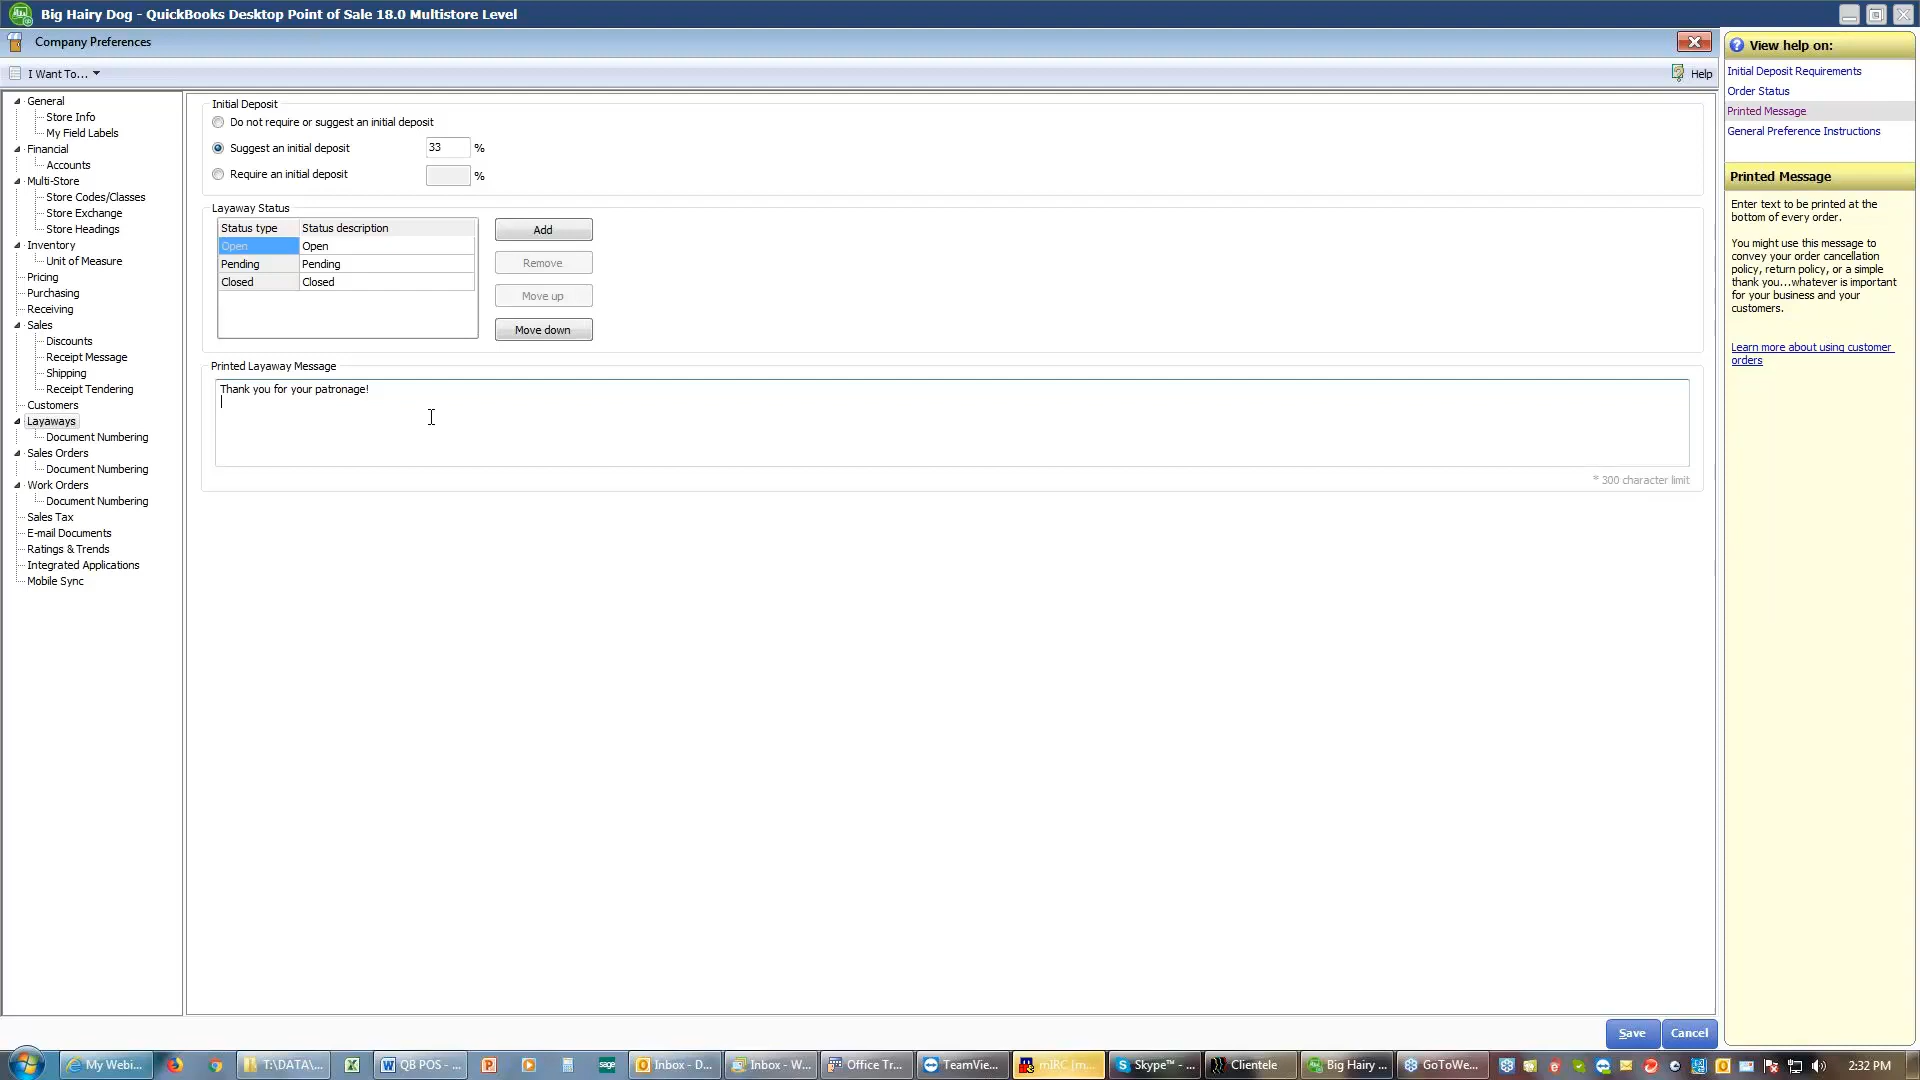 Big Hairy Dog - QuickBooks Desktop Point of Sale 18.0 Multistore Level
Company Preferences
I Want To...
Help
General
Store Info
My Field Labels
Financial
Accounts
Multi-Store
Store Codes/Classes
Store Exchange
Store Headings
Inventory
Unit of Measure
Pricing
Purchasing
Receiving
Sales
Discounts
Receipt Message
Shipping
Receipt Tendering
Customers
Layaways
Document Numbering
Sales Orders
Document Numbering
Work Orders
Document Numbering
Sales Tax
E-mail Documents
Ratings & Trends
Integrated Applications
Mobile Sync
Initial Deposit
Do not require or suggest an initial deposit
Suggest an initial deposit 33 %
Require an initial deposit %
Layaway Status
Status type Status description
Open Open
Pending Pending
Closed Closed
Add
Remove
Move up
Move down
Printed Layaway Message
Thank you for your patronage!
* 300 character limit
Save Cancel
View help on:
Initial Deposit Requirements
Order Status
Printed Message
General Preference Instructions
Printed Message
Enter text to be printed at the
bottom of every order.
You might use this message to
convey your order cancellation
policy, return policy, or a simple
thank you...whatever is important
for your business and your
customers.
Learn more about using customer
orders
My Webi... T:\DATA\... QB POS - ... sage Inbox - D... Inbox - W... Office Tr... TeamVie... mIRC [m... Skype™ - ... Clientele Big Hairy ... GoToWe... 2:32 PM